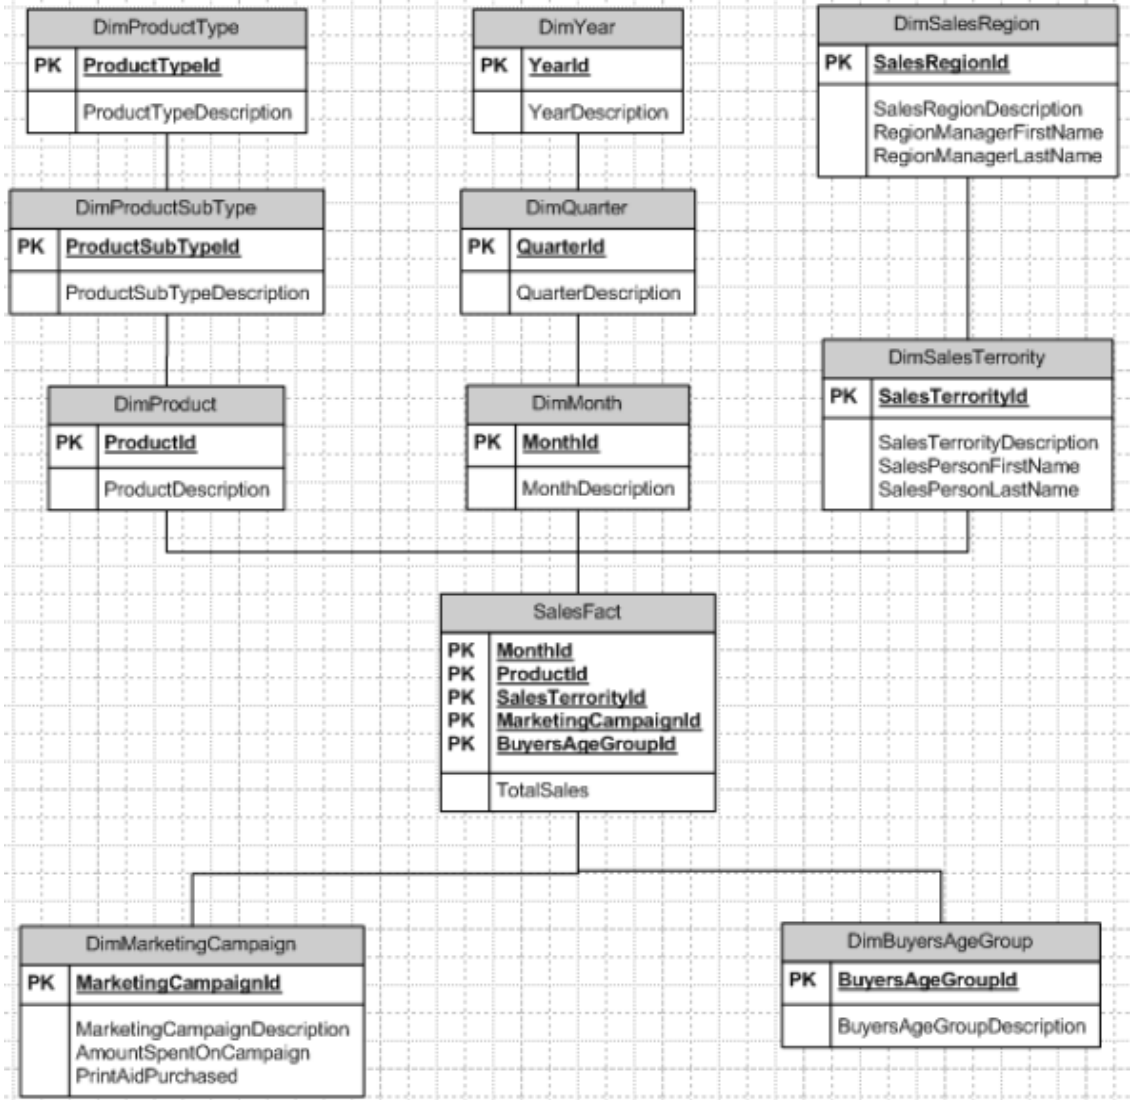 DimProductType
PK ProductTypeId
ProductTypeDescription
DimYear
PK YearId
YearDescription
DimSalesRegion
PK SalesRegionId
SalesRegionDescription
RegionManagerFirstName
RegionManagerLastName
DimProductSubType
PK ProductSubTypeId
ProductSubTypeDescription
DimQuarter
PK QuarterId
QuarterDescription
DimSalesTerrority
PK SalesTerrorityId
SalesTerrorityDescription
SalesPersonFirstName
SalesPersonLastName
DimProduct
PK ProductId
ProductDescription
DimMonth
PK MonthId
MonthDescription
SalesFact
PK MonthId
PK ProductId
PK SalesTerrorityId
PK MarketingCampaignId
PK BuyersAgeGroupId
TotalSales
DimMarketingCampaign
PK MarketingCampaignId
MarketingCampaignDescription
AmountSpentOnCampaign
PrintAidPurchased
DimBuyersAgeGroup
PK BuyersAgeGroupId
BuyersAgeGroupDescription